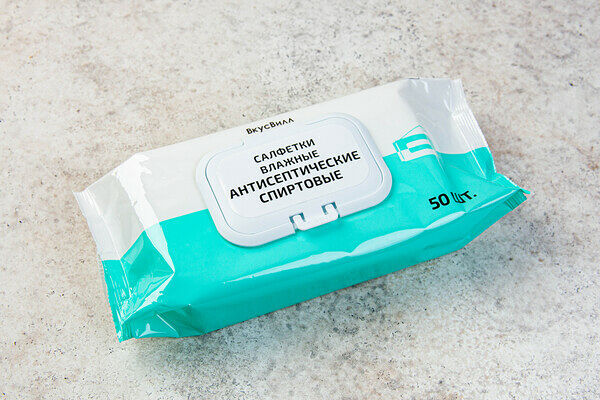 ВкусВилл
САЛФЕТКИ
ВЛАЖНЫЕ
АНТИСЕПТИЧЕСКИЕ
СПИРТОВЫЕ
50 ШТ.